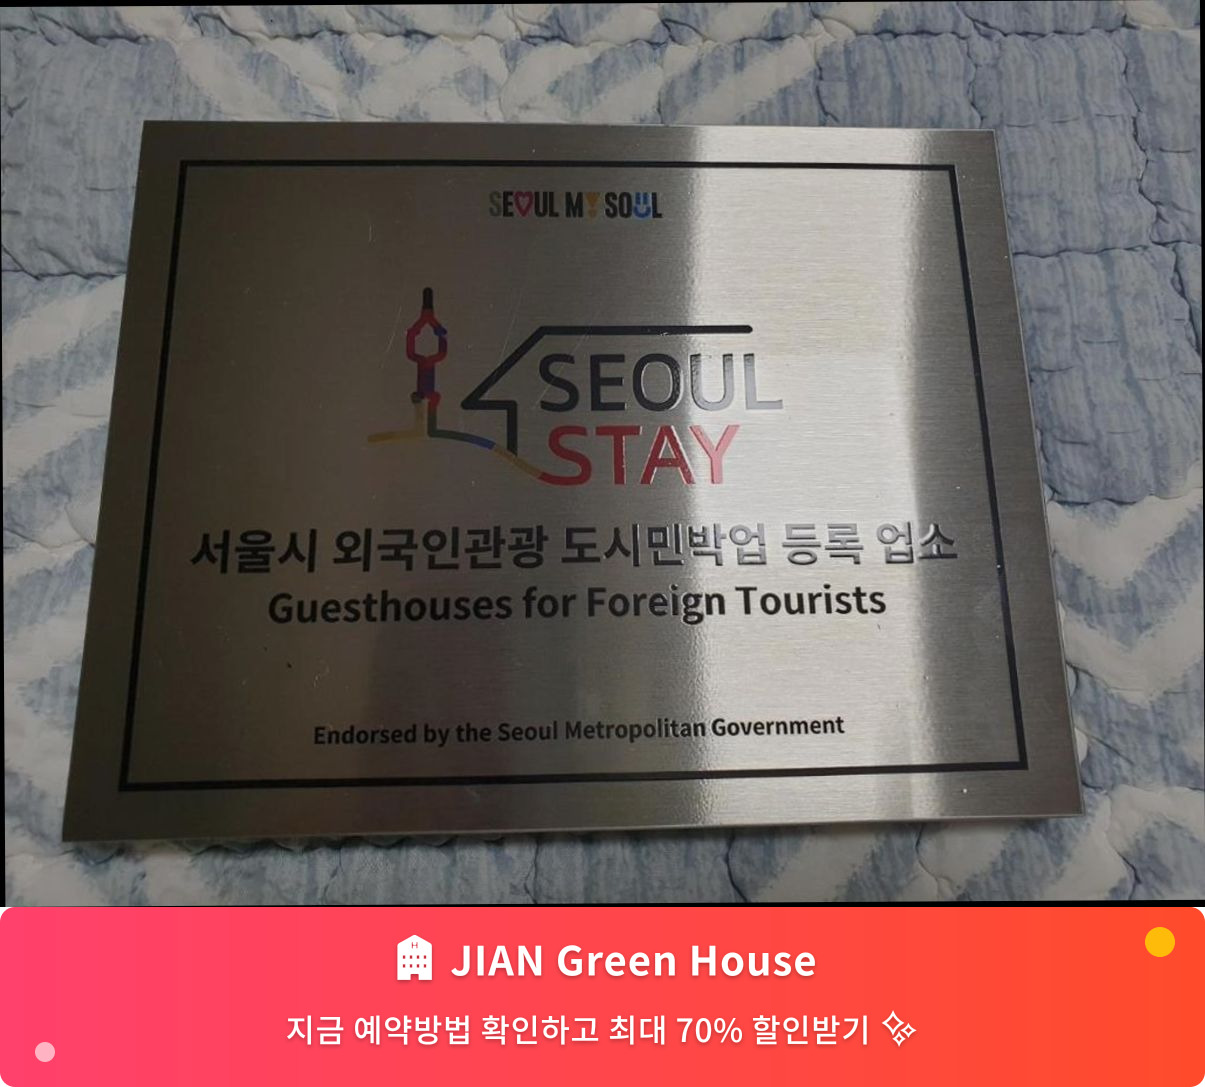 SEOUL MY SOUL
SEOUL
STAY
서울시 외국인관광 도시민박업 등록 업소
Guesthouses for Foreign Tourists
Endorsed by the Seoul Metropolitan Government
H
JIAN Green House
지금 예약방법 확인하고 최대 70% 할인받기